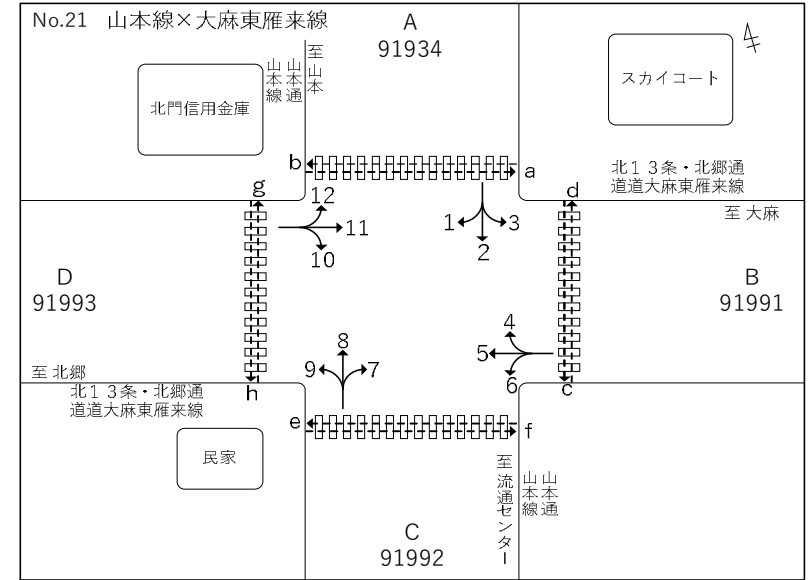 No.21 山本線×大麻東雁来線
A
91934
至山本
山本通
山本線
北門信用金庫
スカイコート
b
a
北13条・北郷通
道道大麻東雁来線
g
d
12
11
10
1
2
3
至 大麻
D
91993
B
91991
4
5
6
8
9
7
至 北郷
h
c
北13条・北郷通
道道大麻東雁来線
e
f
民家
至流通センター
山本通
山本線
C
91992